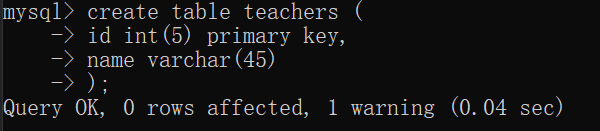 mysql> create table teachers (
    -> id int(5) primary key,
    -> name varchar(45)
    -> );
Query OK, 0 rows affected, 1 warning (0.04 sec)